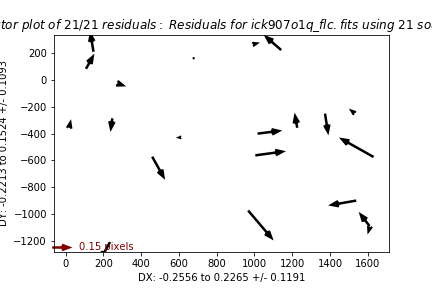 tor plot of 21/21 residuals: Residuals for ick907o1q_flc.fits using 21 sou
DY: -0.2213 to 0.1524 +/- 0.1093
200
0
−200
−400
−600
−800
−1000
−1200
0.15 pixels
0 200 400 600 800 1000 1200 1400 1600
DX: -0.2556 to 0.2265 +/- 0.1191